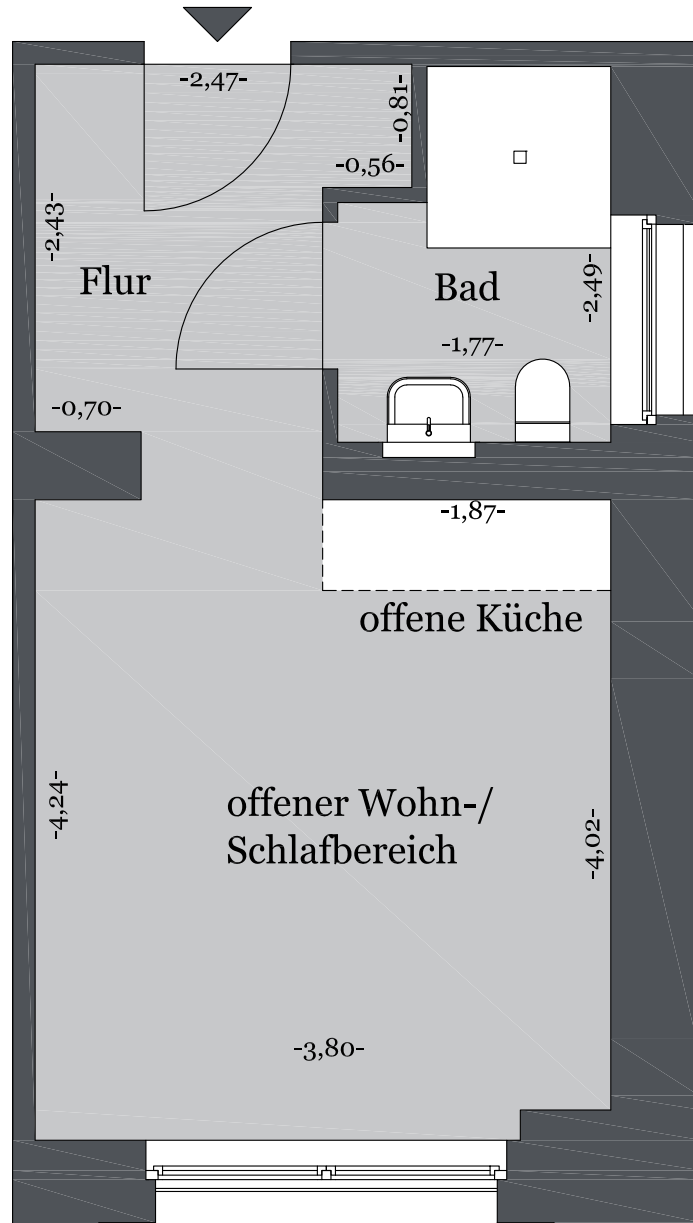 -2,47-
-0,81-
-0,56-
-2,43-
Flur
Bad
-2,49-
-1,77-
-0,70-
-1,87-
offene Küche
-4,24-
offener Wohn-/
Schlafbereich
-4,02-
-3,80-